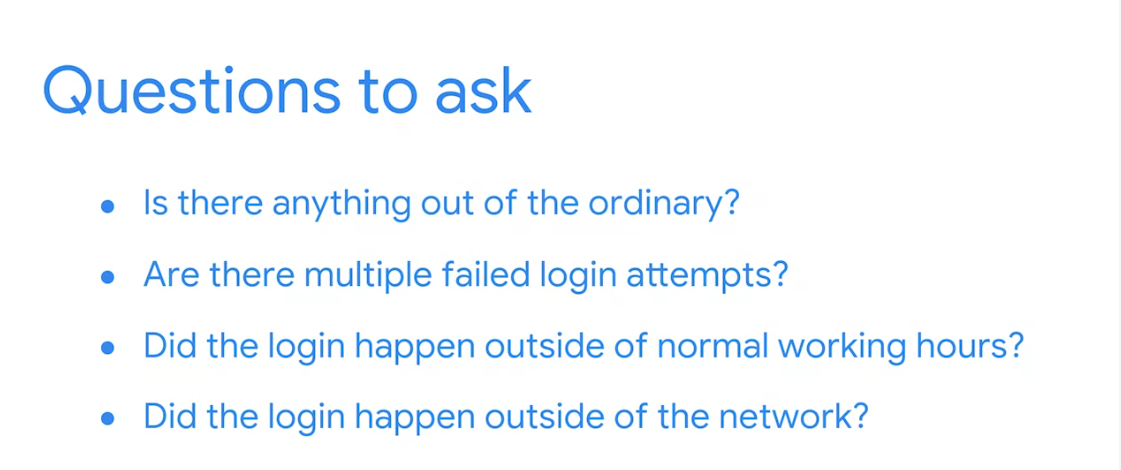 Questions to ask
• Is there anything out of the ordinary?
• Are there multiple failed login attempts?
• Did the login happen outside of normal working hours?
• Did the login happen outside of the network?